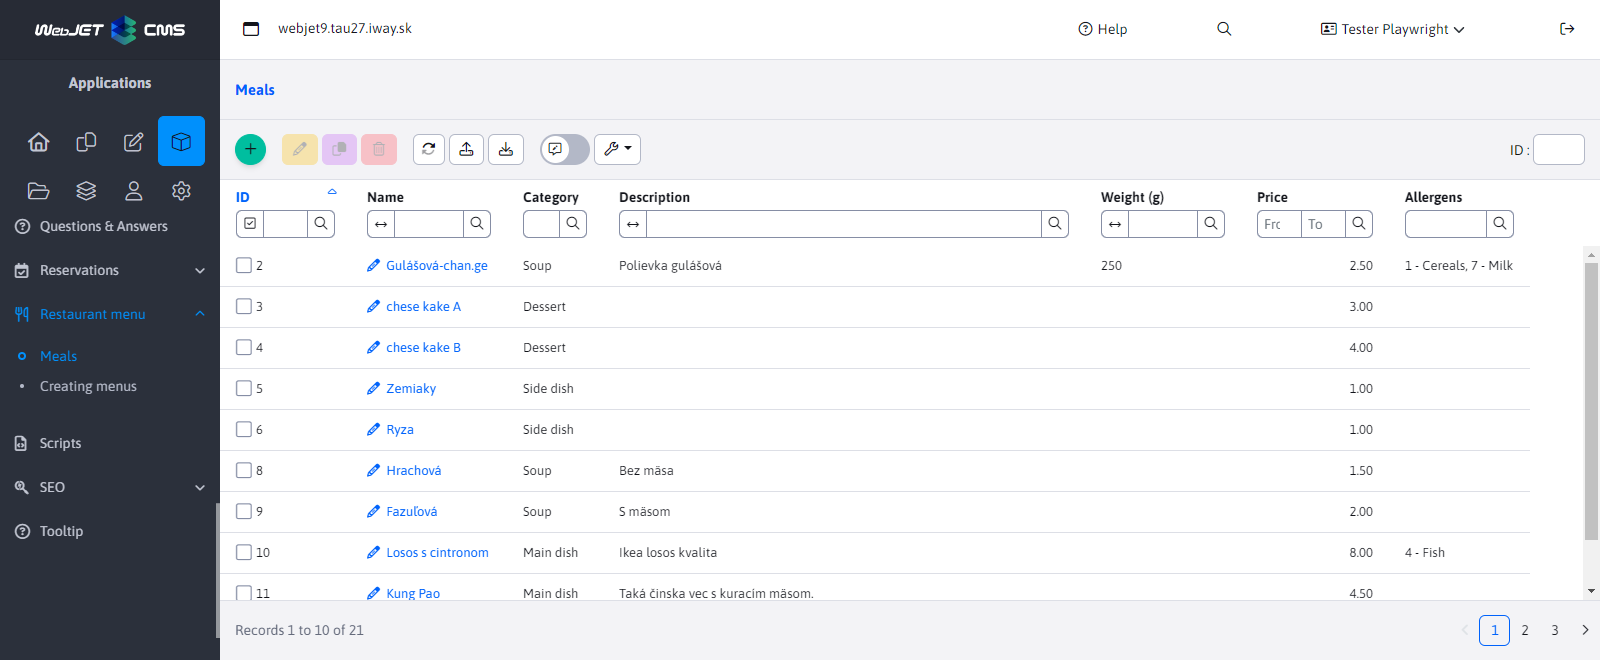 WebJET CMS
webjet9.tau27.iway.sk
Help
Tester Playwright
Applications
Questions & Answers
Reservations
Restaurant menu
Meals
Creating menus
Scripts
SEO
Tooltip
Meals
ID :
ID Name Category Description Weight (g) Price Allergens
Frc To
2 Gulášová-chan.ge Soup Polievka gulášová 250 2.50 1 - Cereals, 7 - Milk
3 chese kake A Dessert 3.00
4 chese kake B Dessert 4.00
5 Zemiaky Side dish 1.00
6 Ryza Side dish 1.00
8 Hrachová Soup Bez mäsa 1.50
9 Fazuľová Soup S mäsom 2.00
10 Losos s cintronom Main dish Ikea losos kvalita 8.00 4 - Fish
11 Kung Pao Main dish Taká činska vec s kuracím mäsom. 4.50
Records 1 to 10 of 21
1 2 3